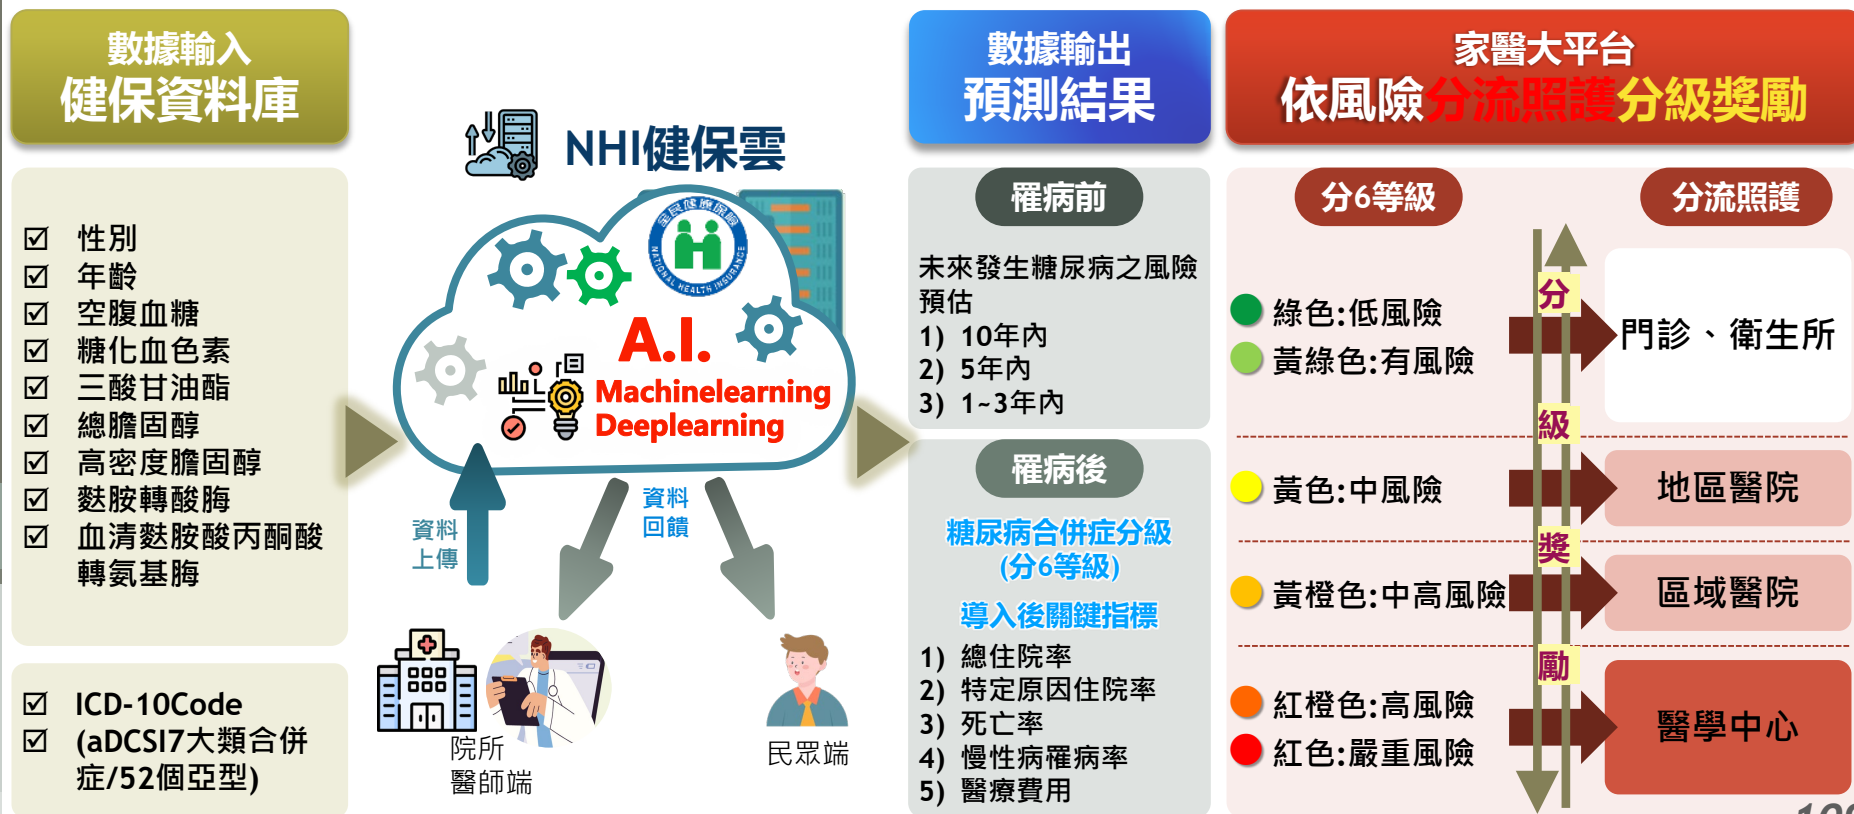 數據輸入
健保資料庫
性別
年齡
空腹血糖
糖化血色素
三酸甘油酯
總膽固醇
高密度膽固醇
麩胺轉酸脢
血清麩胺酸丙酮酸
轉氨基脢
ICD-10Code
(aDCSI7大類合併
症/52個亞型)
NHI健保雲
全民健康保險
NATIONAL HEALTH INSURANCE
A.I.
Machinelearning
Deeplearning
資料
上傳
資料
回饋
院所
醫師端
民眾端
數據輸出
預測結果
罹病前
未來發生糖尿病之風險
預估
1) 10年內
2) 5年內
3) 1~3年內
罹病後
糖尿病合併症分級
(分6等級)
導入後關鍵指標
1) 總住院率
2) 特定原因住院率
3) 死亡率
4) 慢性病罹病率
5) 醫療費用
家醫大平台
依風險分流照護分級獎勵
分6等級
綠色:低風險
黃綠色:有風險
黃色:中風險
黃橙色:中高風險
紅橙色:高風險
紅色:嚴重風險
分
級
獎
勵
分流照護
門診、衛生所
地區醫院
區域醫院
醫學中心